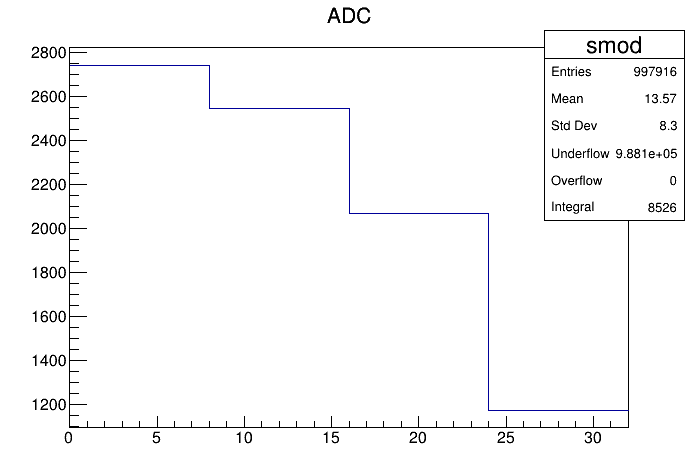 ADC
smod
Entries 997916
Mean 13.57
Std Dev 8.3
Underflow 9.881e+05
Overflow 0
Integral 8526
2800
2600
2400
2200
2000
1800
1600
1400
1200
0 5 10 15 20 25 30